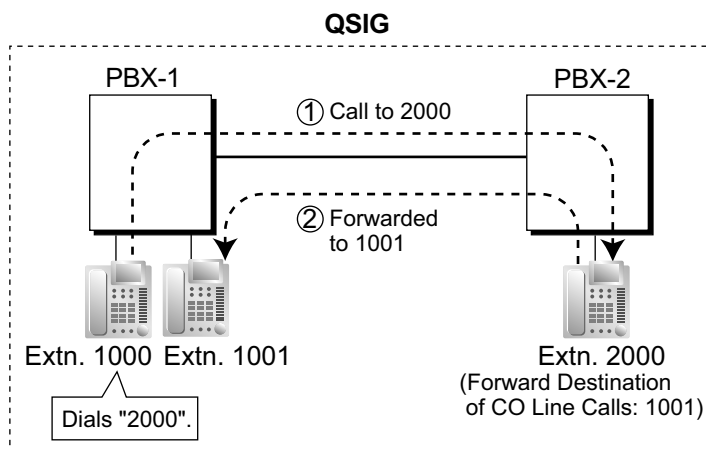 QSIG
PBX-1
PBX-2
① Call to 2000
② Forwarded
to 1001
Extn. 1000
Extn. 1001
Extn. 2000
(Forward Destination
of CO Line Calls: 1001)
Dials "2000".